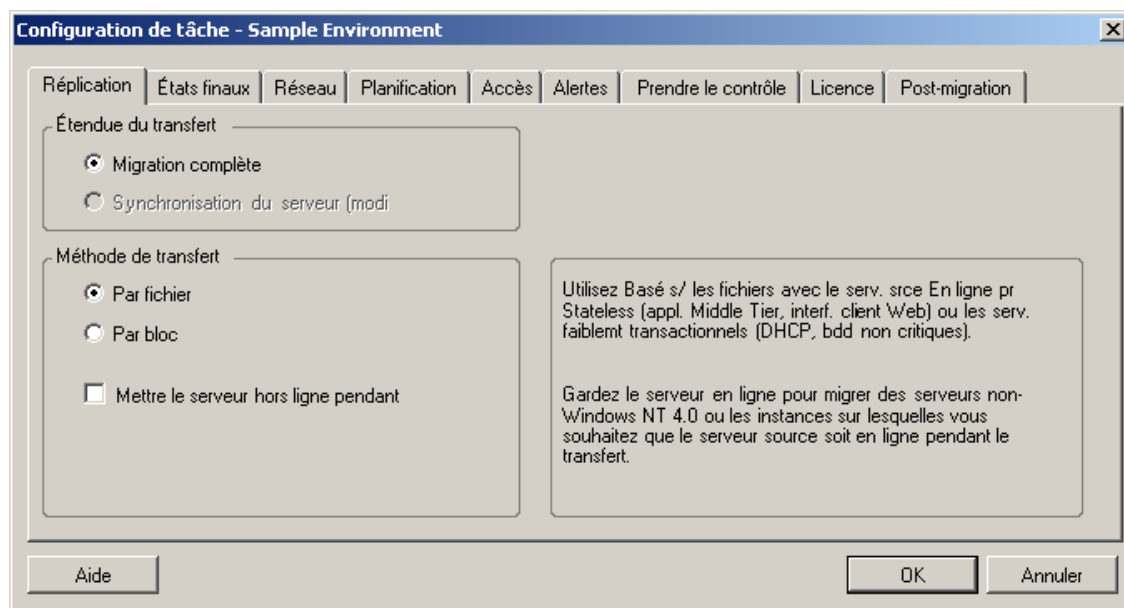 Configuration de tâche - Sample Environment
Réplication États finaux Réseau Planification Accès Alertes Prendre le contrôle Licence Post-migration
Étendue du transfert
Migration complète
Synchronisation du serveur (modi
Méthode de transfert
Par fichier
Par bloc
Mettre le serveur hors ligne pendant
Utilisez Basé s/ les fichiers avec le serv. srce En ligne pr
Stateless (appl. Middle Tier, interf. client Web) ou les serv.
faiblemt transactionnels (DHCP, bdd non critiques).
Gardez le serveur en ligne pour migrer des serveurs non-
Windows NT 4.0 ou les instances sur lesquelles vous
souhaitez que le serveur source soit en ligne pendant le
transfert.
Aide OK Annuler